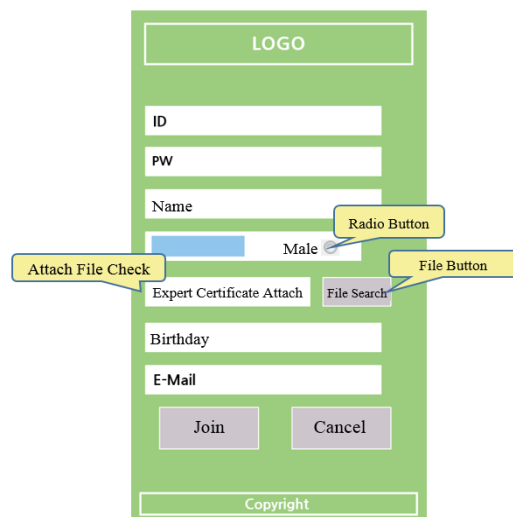 LOGO
ID
PW
Name
Radio Button
Male
Attach File Check
File Button
Expert Certificate Attach
File Search
Birthday
E-Mail
Join
Cancel
Copyright